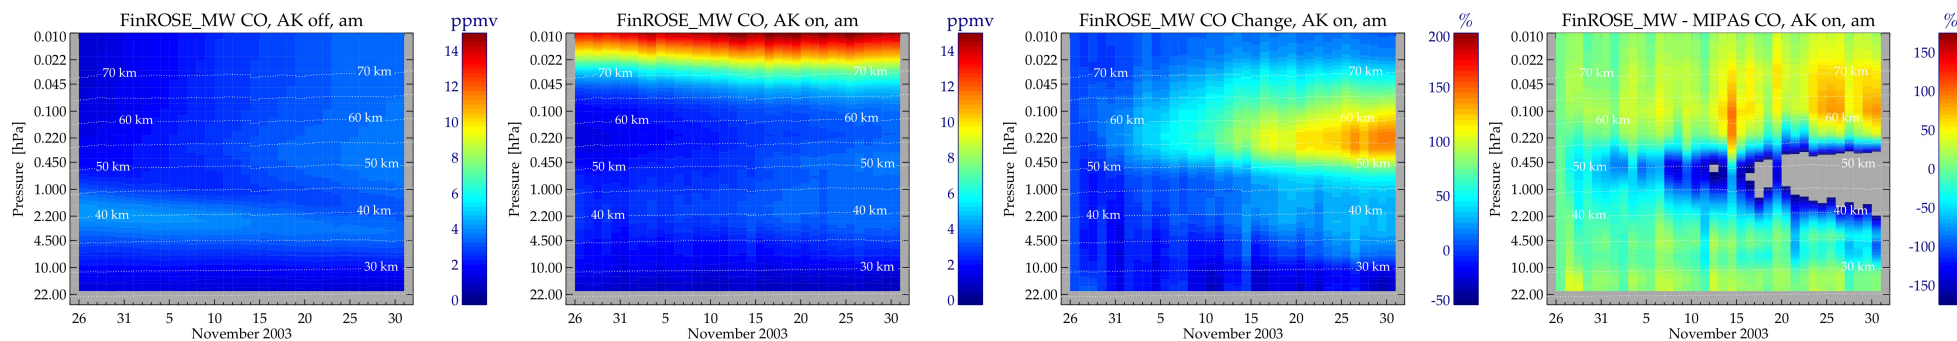 FinROSE_MW CO, AK off, am
ppmv
0.010
0.022
0.045
0.100
0.220
0.450
1.000
2.200
4.500
10.00
22.00
Pressure [hPa]
70 km
70 km
60 km
60 km
50 km
50 km
40 km
40 km
30 km
26
31
5
10
15
20
25
30
November 2003
14
12
10
8
6
4
2
0
FinROSE_MW CO, AK on, am
ppmv
0.010
0.022
0.045
0.100
0.220
0.450
1.000
2.200
4.500
10.00
22.00
Pressure [hPa]
70 km
70 km
60 km
60 km
50 km
50 km
40 km
40 km
30 km
26
31
5
10
15
20
25
30
November 2003
14
12
10
8
6
4
2
0
FinROSE_MW CO Change, AK on, am
%
0.010
0.022
0.045
0.100
0.220
0.450
1.000
2.200
4.500
10.00
22.00
Pressure [hPa]
70 km
70 km
60 km
60 km
50 km
50 km
40 km
40 km
30 km
26
31
5
10
15
20
25
30
November 2003
200
150
100
50
0
-50
FinROSE_MW - MIPAS CO, AK on, am
%
0.010
0.022
0.045
0.100
0.220
0.450
1.000
2.200
4.500
10.00
22.00
Pressure [hPa]
70 km
70 km
60 km
60 km
50 km
50 km
40 km
40 km
30 km
26
31
5
10
15
20
25
30
November 2003
150
100
50
0
-50
-100
-150